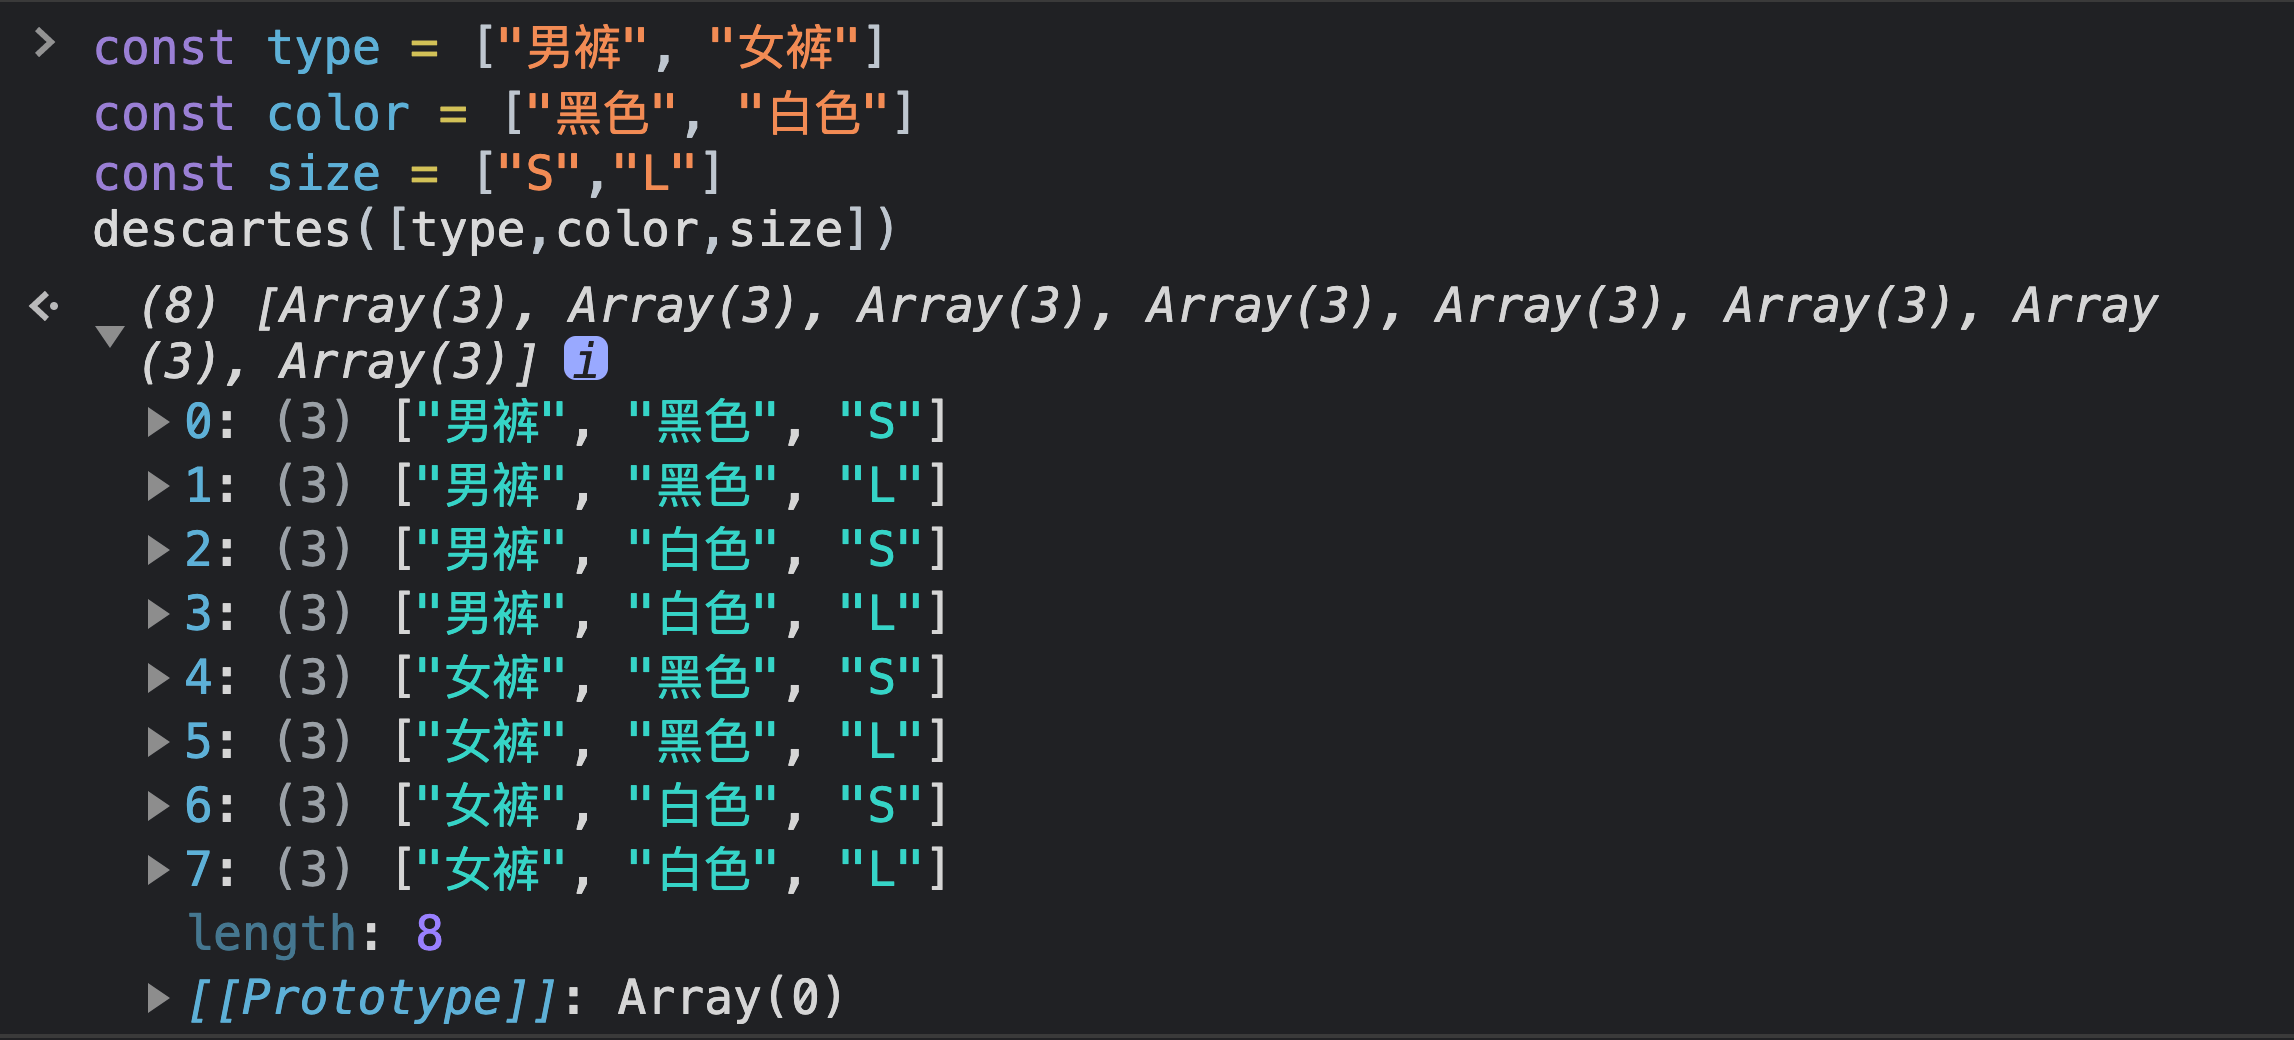 const type = ["男裤", "女裤"]
const color = ["黑色", "白色"]
const size = ["S","L"]
descartes([type,color,size])
(8) [Array(3), Array(3), Array(3), Array(3), Array(3), Array(3), Array
(3), Array(3)] i
0: (3) ["男裤", "黑色", "S"]
1: (3) ["男裤", "黑色", "L"]
2: (3) ["男裤", "白色", "S"]
3: (3) ["男裤", "白色", "L"]
4: (3) ["女裤", "黑色", "S"]
5: (3) ["女裤", "黑色", "L"]
6: (3) ["女裤", "白色", "S"]
7: (3) ["女裤", "白色", "L"]
length: 8
[[Prototype]]: Array(0)